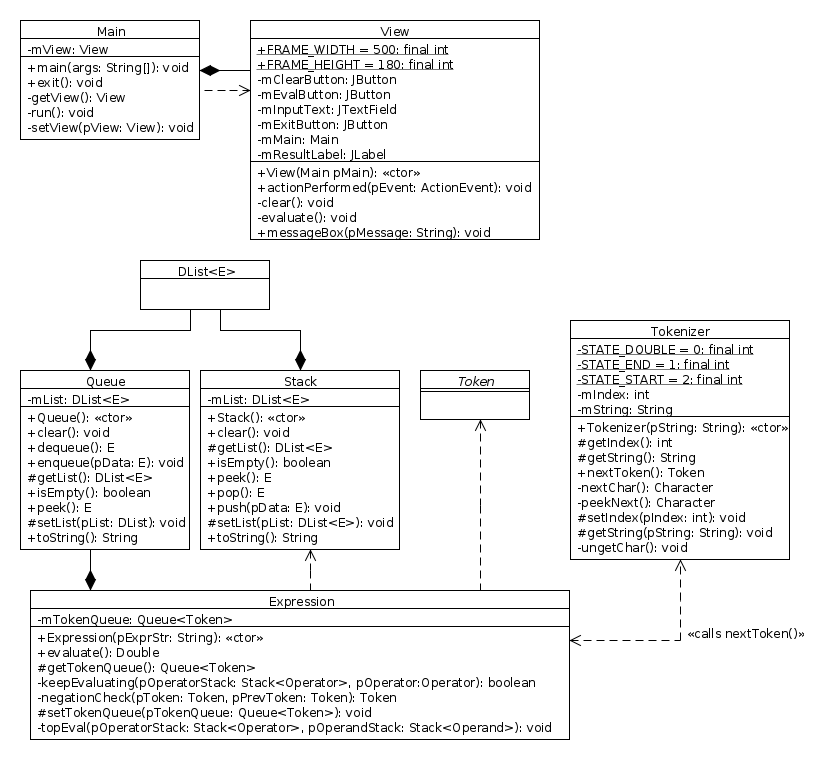 Main
-mView: View
+main(args: String[]): void
+exit(): void
-getView(): View
-run(): void
-setView(pView: View): void
View
+FRAME_WIDTH = 500: final int
+FRAME_HEIGHT = 180: final int
-mClearButton: JButton
-mEvalButton: JButton
-mInputText: JTextField
-mExitButton: JButton
-mMain: Main
-mResultLabel: JLabel
+View(Main pMain): «ctor»
+actionPerformed(pEvent: ActionEvent): void
-clear(): void
-evaluate(): void
+messageBox(pMessage: String): void
DList<E>
Queue
-mList: DList<E>
+Queue(): «ctor»
+clear(): void
+dequeue(): E
+enqueue(pData: E): void
#getList(): DList<E>
+isEmpty(): boolean
+peek(): E
#setList(pList: DList): void
+toString(): String
Stack
-mList: DList<E>
+Stack(): «ctor»
+clear(): void
#getList(): DList<E>
+isEmpty(): boolean
+peek(): E
+pop(): E
+push(pData: E): void
#setList(pList: DList<E>): void
+toString(): String
Token
Tokenizer
-STATE_DOUBLE = 0: final int
-STATE_END = 1: final int
-STATE_START = 2: final int
-mIndex: int
-mString: String
+Tokenizer(pString: String): «ctor»
#getIndex(): int
#getString(): String
+nextToken(): Token
-nextChar(): Character
-peekNext(): Character
#setIndex(pIndex: int): void
#getString(pString: String): void
-ungetChar(): void
Expression
-mTokenQueue: Queue<Token>
+Expression(pExprStr: String): «ctor»
+evaluate(): Double
#getTokenQueue(): Queue<Token>
-keepEvaluating(pOperatorStack: Stack<Operator>, pOperator:Operator): boolean
-negationCheck(pToken: Token, pPrevToken: Token): Token
#setTokenQueue(pTokenQueue: Queue<Token>): void
-topEval(pOperatorStack: Stack<Operator>, pOperandStack: Stack<Operand>): void
«calls nextToken()»